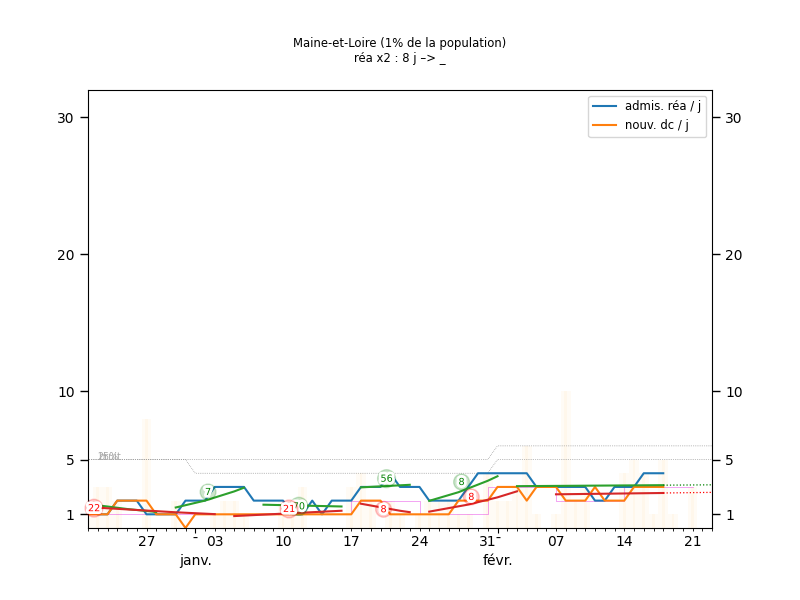 Maine-et-Loire (1% de la population)
réa x2 : 8 j –> _
admis. réa / j
nouv. dc / j
30 30
20 20
10 10
5 5
1 1
22 7 21 70 56 8 8 8
27 03 10 17 24 31 07 14 21
janv. févr.